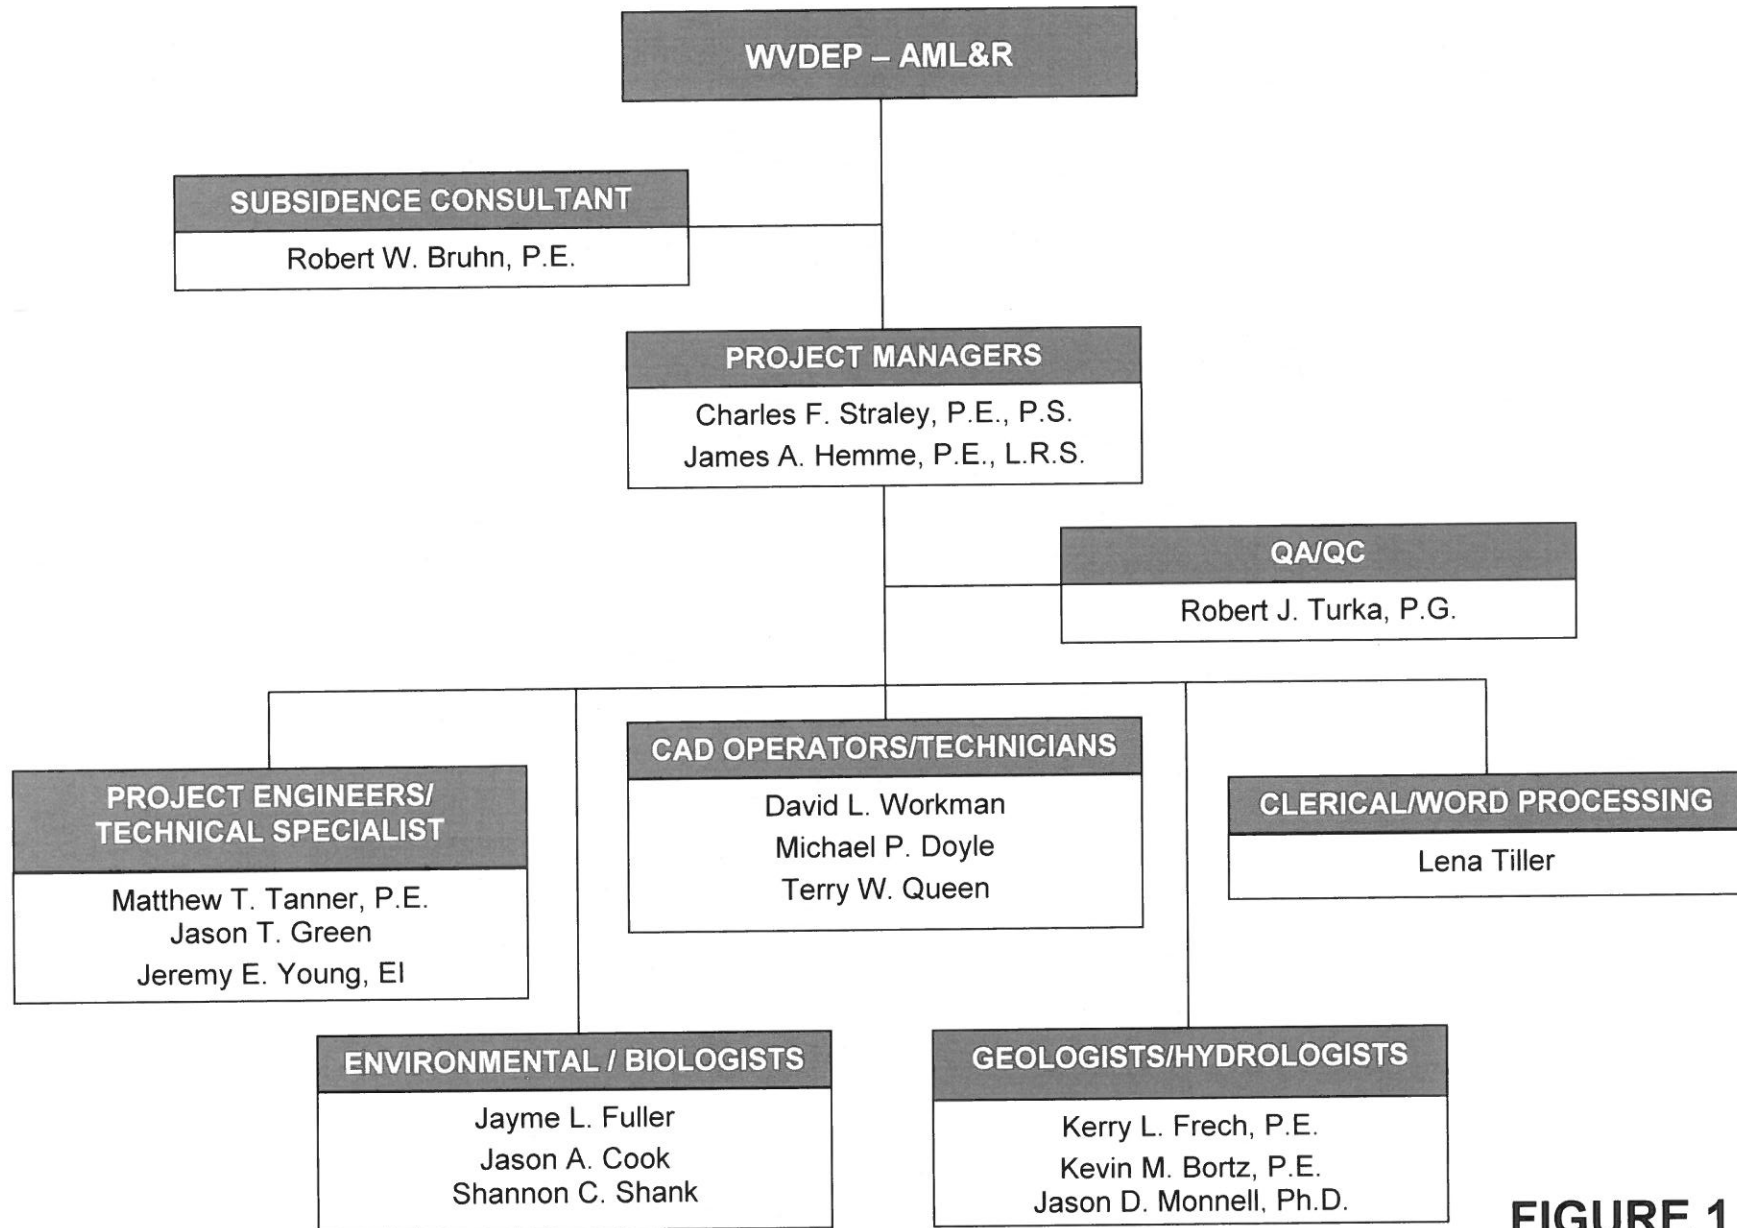 WVDEP – AML&R
SUBSIDENCE CONSULTANT
Robert W. Bruhn, P.E.
PROJECT MANAGERS
Charles F. Straley, P.E., P.S.
James A. Hemme, P.E., L.R.S.
QA/QC
Robert J. Turka, P.G.
PROJECT ENGINEERS/
TECHNICAL SPECIALIST
Matthew T. Tanner, P.E.
Jason T. Green
Jeremy E. Young, EI
CAD OPERATORS/TECHNICIANS
David L. Workman
Michael P. Doyle
Terry W. Queen
CLERICAL/WORD PROCESSING
Lena Tiller
ENVIRONMENTAL / BIOLOGISTS
Jayme L. Fuller
Jason A. Cook
Shannon C. Shank
GEOLOGISTS/HYDROLOGISTS
Kerry L. Frech, P.E.
Kevin M. Bortz, P.E.
Jason D. Monnell, Ph.D.
FIGURE 1